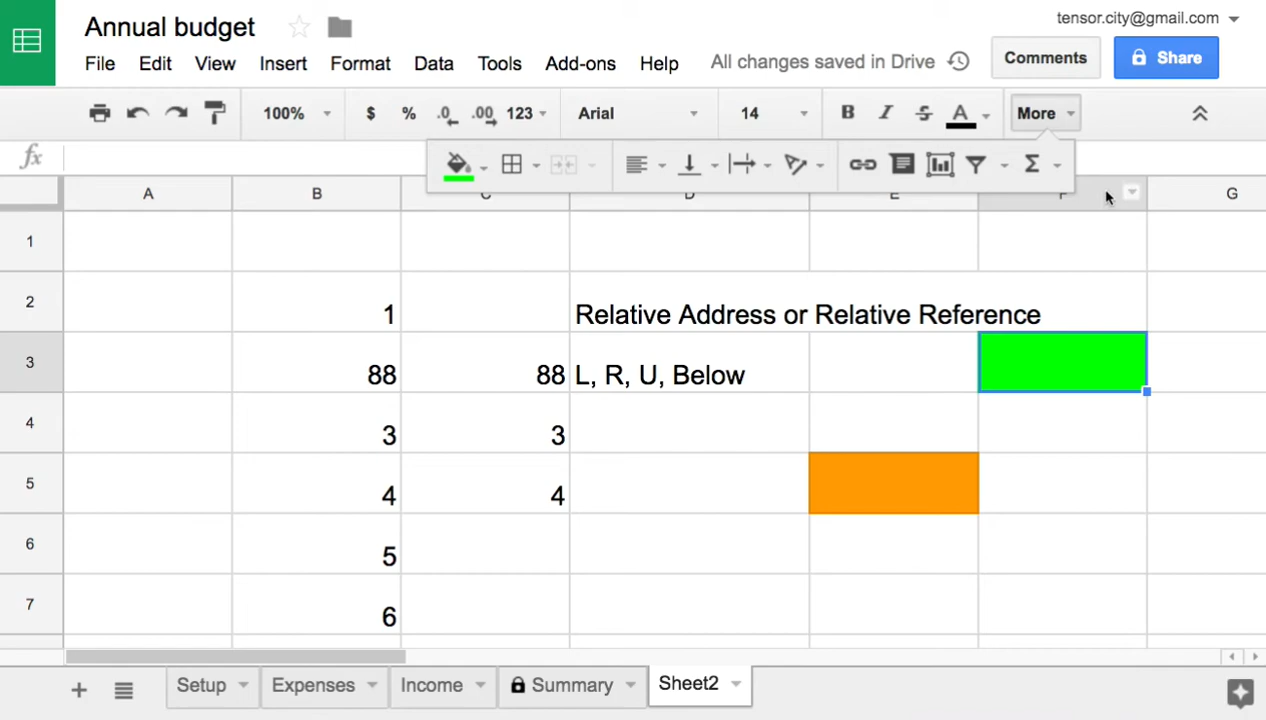 Annual budget
tensor.city@gmail.com
File Edit View Insert Format Data Tools Add-ons Help All changes saved in Drive Comments Share
100% $ % .0 .00 123 Arial 14 B I S A More
fx Σ
A B C D E F G
1
2 1 Relative Address or Relative Reference
3 88 88 L, R, U, Below
4 3 3
5 4 4
6 5
7 6
+ Setup Expenses Income Summary Sheet2